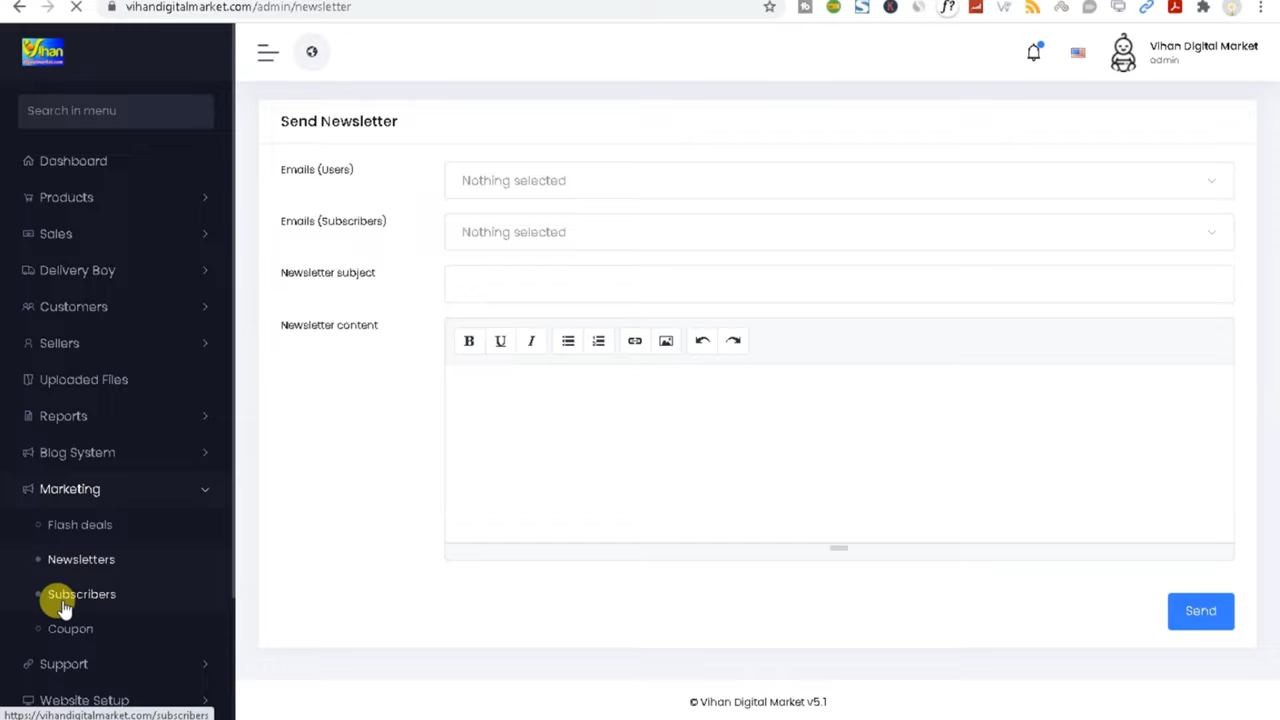 vihandigitalmarket.com/admin/newsletter
Vihan
Search in menu
Dashboard
Products
Sales
Delivery Boy
Customers
Sellers
Uploaded Files
Reports
Blog System
Marketing
Flash deals
Newsletters
Subscribers
Coupon
Support
Website Setup
https://vihandigitalmarket.com/subscribers
Vihan Digital Market
admin
Send Newsletter
Emails (Users)
Nothing selected
Emails (Subscribers)
Nothing selected
Newsletter subject
Newsletter content
B U I
Send
© Vihan Digital Market v5.1